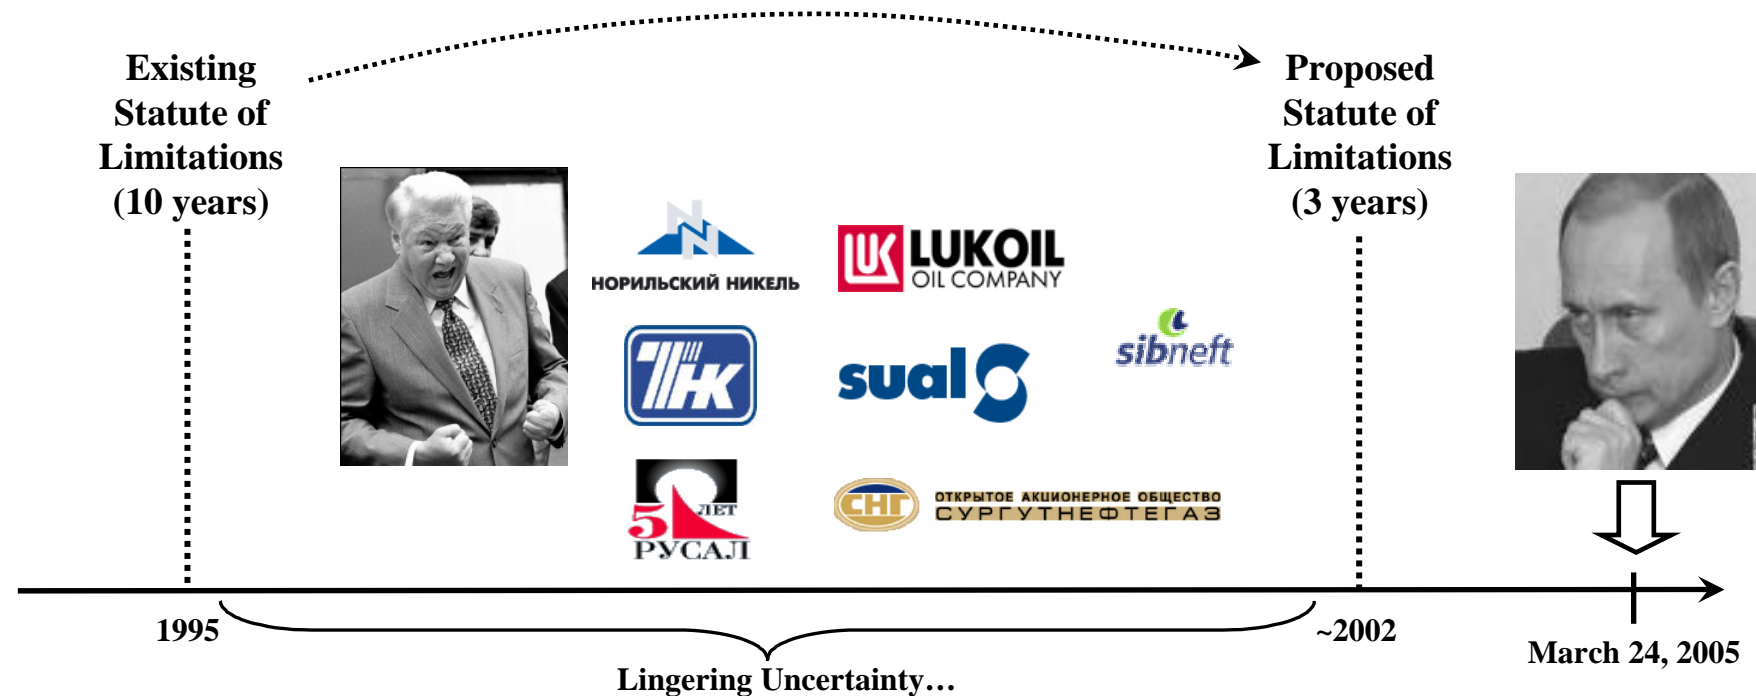 Existing
Statute of
Limitations
(10 years)
Proposed
Statute of
Limitations
(3 years)
НОРИЛЬСКИЙ НИКЕЛЬ
LUK LUKOIL
OIL COMPANY
ТНК
sual
sibneft
5 ЛЕТ
РУСАЛ
СНГ
ОТКРЫТОЕ АКЦИОНЕРНОЕ ОБЩЕСТВО
СУРГУТНЕФТЕГАЗ
1995
~2002
March 24, 2005
Lingering Uncertainty…